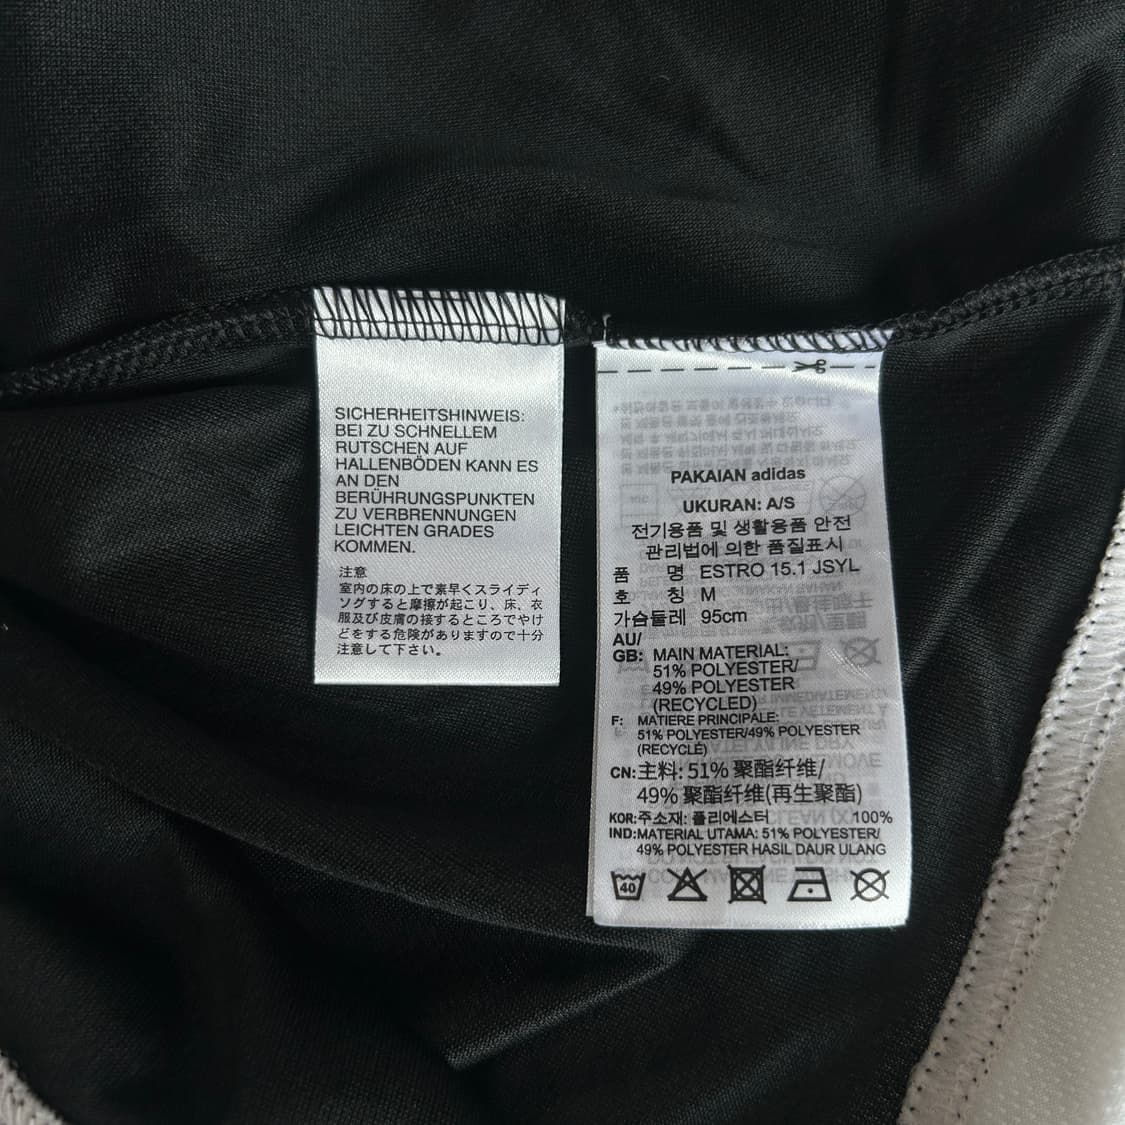 SICHERHEITSHINWEIS:
BEI ZU SCHNELLEM
RUTSCHEN AUF
HALLENBÖDEN KANN ES
AN DEN
BERÜHRUNGSPUNKTEN
ZU VERBRENNUNGEN
LEICHTEN GRADES
KOMMEN.
注意
室内の床の上で素早くスライディ
ングすると摩擦が起こり、床、衣
服及び皮膚の接するところでやけ
どをする危険がありますので十分
注意して下さい。
PAKAIAN adidas
UKURAN: A/S
전기용품 및 생활용품 안전
관리법에 의한 품질표시
품 명 ESTRO 15.1 JSYL
호 칭 M
가슴둘레 95cm
AU/
GB: MAIN MATERIAL:
51% POLYESTER/
49% POLYESTER
(RECYCLED)
F: MATIERE PRINCIPALE:
51% POLYESTER/49% POLYESTER
(RECYCLÉ)
CN:主料: 51% 聚酯纤维/
49% 聚酯纤维(再生聚酯)
KOR:주소재: 폴리에스터 100%
IND:MATERIAL UTAMA: 51% POLYESTER/
49% POLYESTER HASIL DAUR ULANG
40